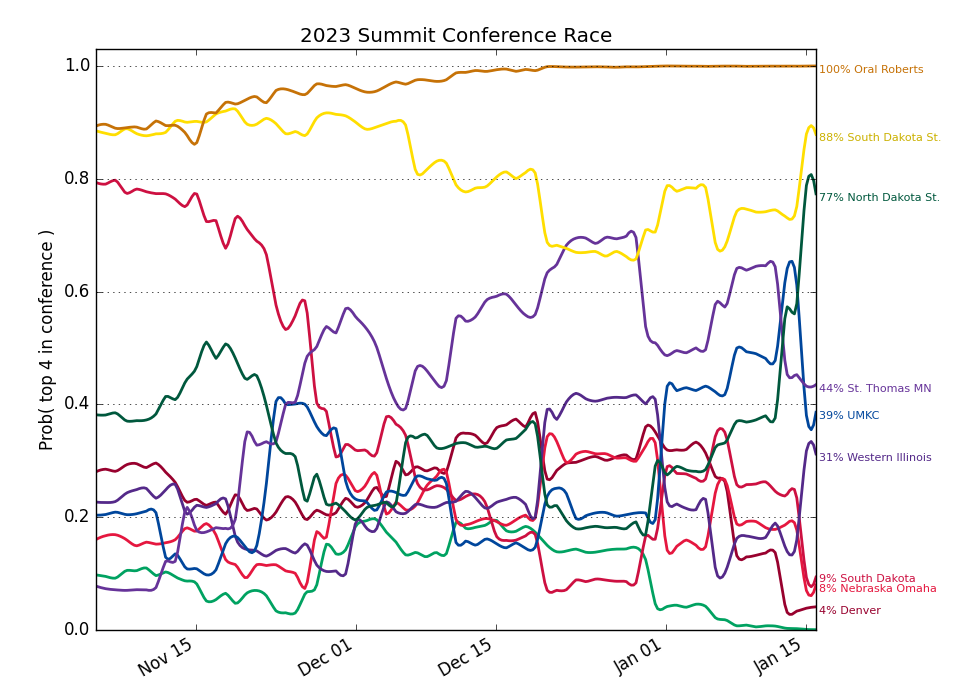 2023 Summit Conference Race
Prob( top 4 in conference )
1.0
0.8
0.6
0.4
0.2
0.0
Nov 15
Dec 01
Dec 15
Jan 01
Jan 15
100% Oral Roberts
88% South Dakota St.
77% North Dakota St.
44% St. Thomas MN
39% UMKC
31% Western Illinois
9% South Dakota
8% Nebraska Omaha
4% Denver